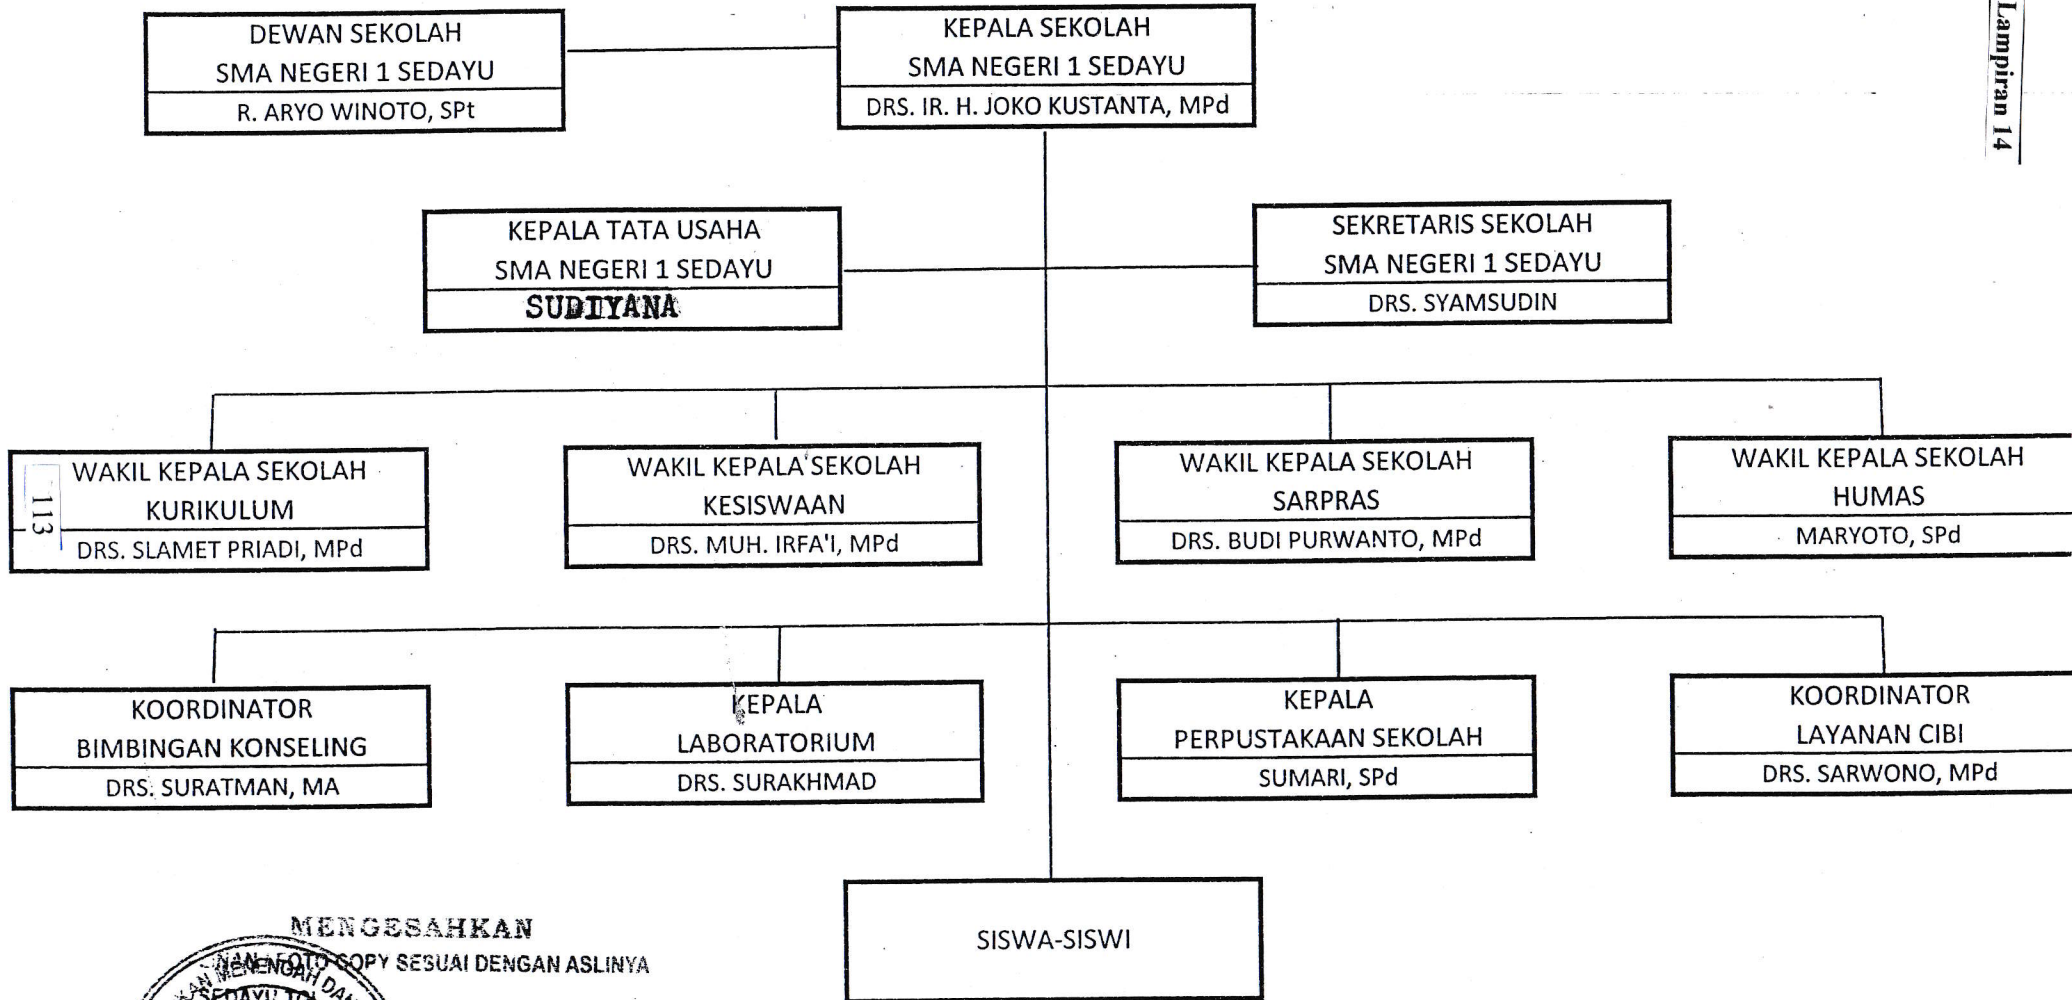 Lampiran 14
DEWAN SEKOLAH
SMA NEGERI 1 SEDAYU
R. ARYO WINOTO, SPt
KEPALA SEKOLAH
SMA NEGERI 1 SEDAYU
DRS. IR. H. JOKO KUSTANTA, MPd
KEPALA TATA USAHA
SMA NEGERI 1 SEDAYU
SUDIYANA
SEKRETARIS SEKOLAH
SMA NEGERI 1 SEDAYU
DRS. SYAMSUDIN
WAKIL KEPALA SEKOLAH
KURIKULUM
DRS. SLAMET PRIADI, MPd
113
WAKIL KEPALA SEKOLAH
KESISWAAN
DRS. MUH. IRFA'I, MPd
WAKIL KEPALA SEKOLAH
SARPRAS
DRS. BUDI PURWANTO, MPd
WAKIL KEPALA SEKOLAH
HUMAS
MARYOTO, SPd
KOORDINATOR
BIMBINGAN KONSELING
DRS. SURATMAN, MA
KEPALA
LABORATORIUM
DRS. SURAKHMAD
KEPALA
PERPUSTAKAAN SEKOLAH
SUMARI, SPd
KOORDINATOR
LAYANAN CIBI
DRS. SARWONO, MPd
SISWA-SISWI
MENGESAHKAN
FOTO COPY SESUAI DENGAN ASLINYA
MENENGAH DAN
SEDAYU